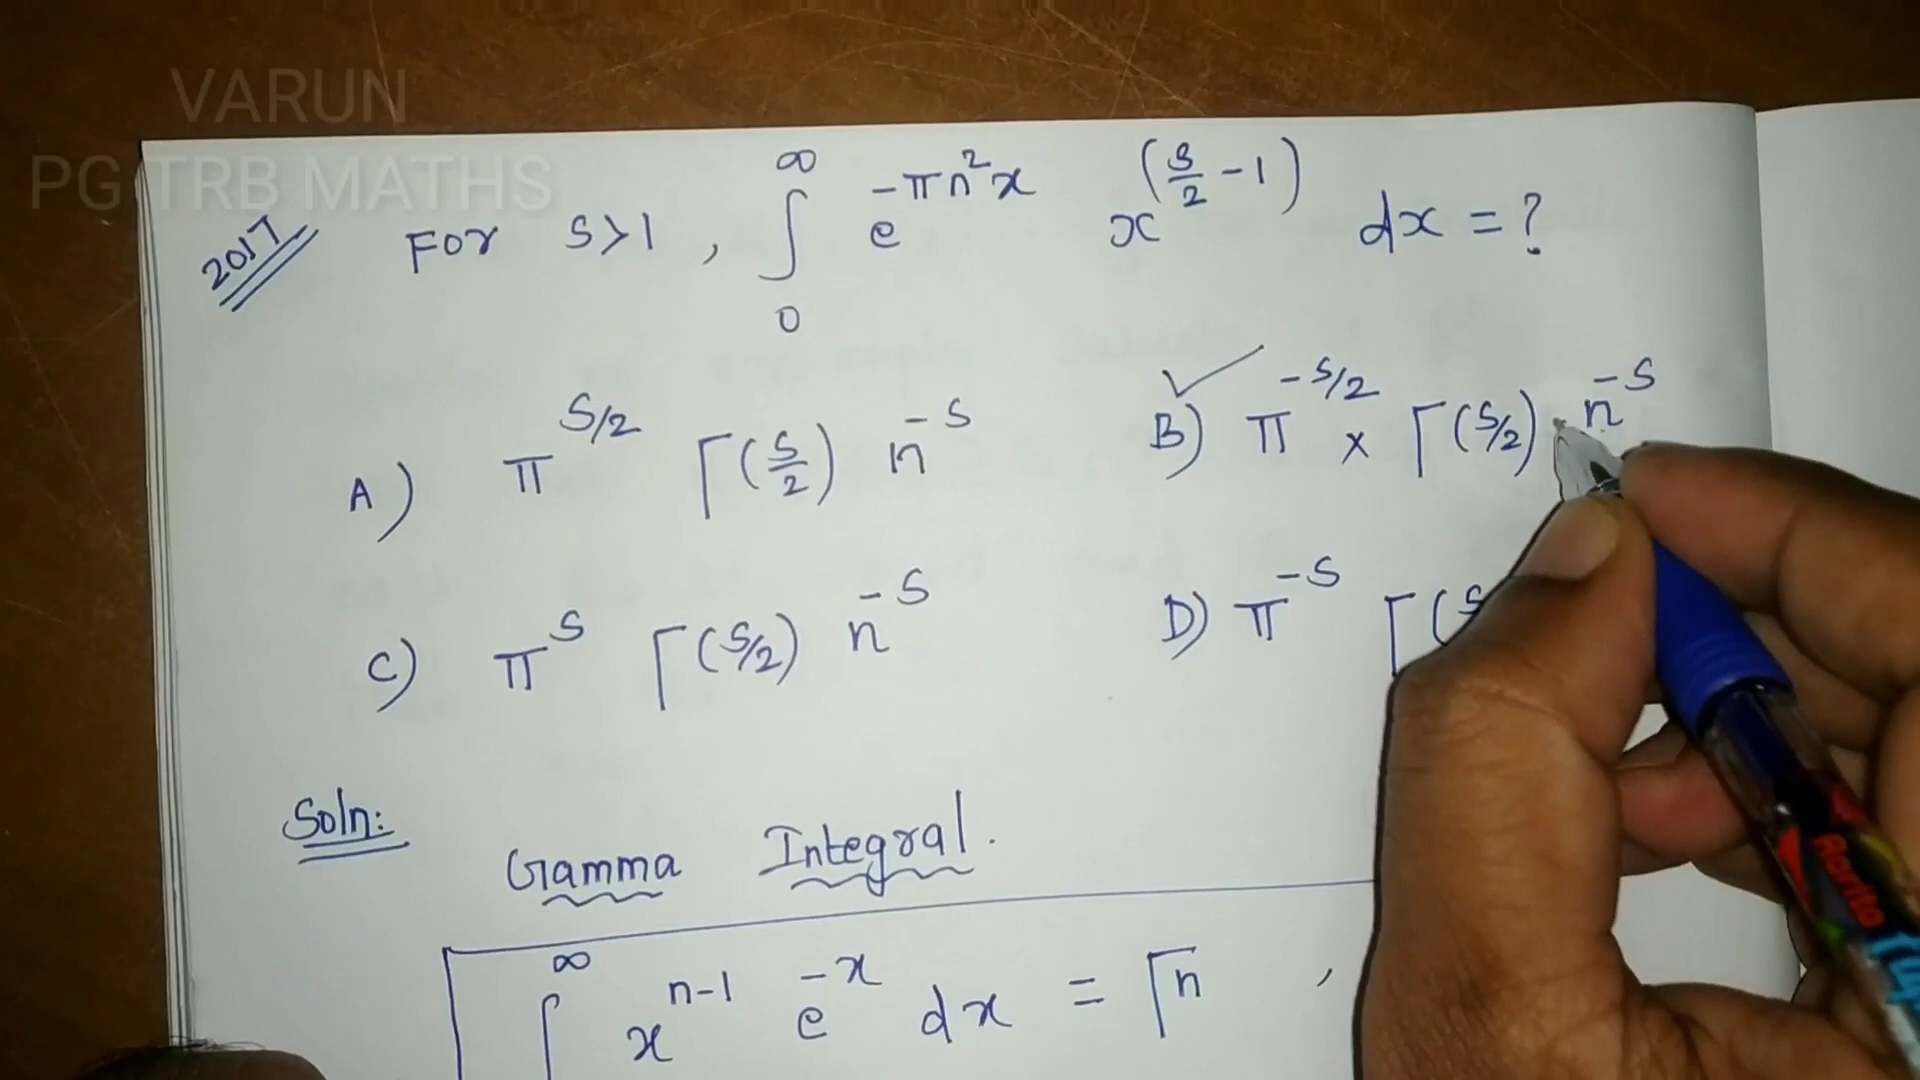 VARUN
PG TRB MATHS
2017 For s>1, ∫₀^∞ e^(-πn²x) x^(s/2 - 1) dx = ?
A) π^(s/2) Γ(s/2) n^(-s) B) π^(-s/2) × Γ(s/2) · n^(-s)
C) π^s Γ(s/2) n^(-s) D) π^(-s) Γ(s
Soln:
Gamma Integral.
∫^∞ x^(n-1) e^(-x) dx = Γn ,
Rorito